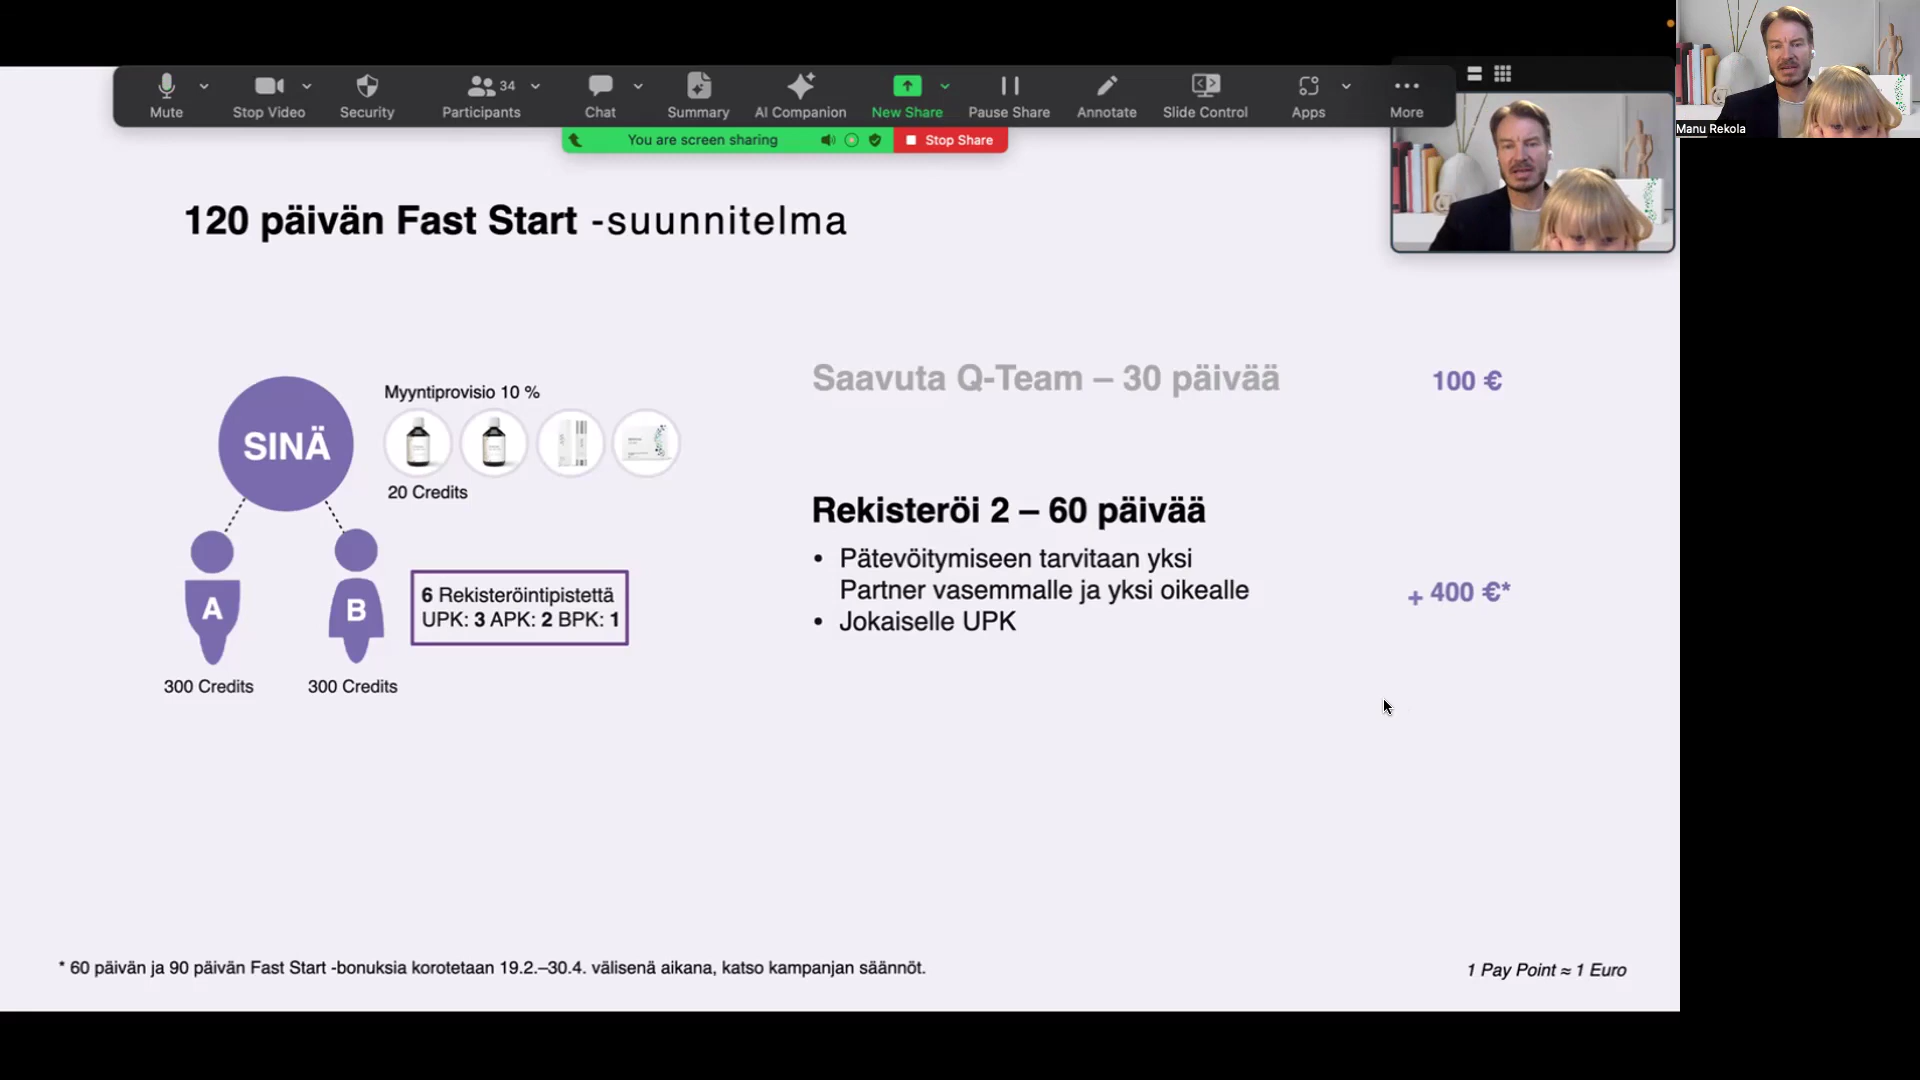 Mute
Stop Video
Security
34
Participants
Chat
Summary
AI Companion
New Share
Pause Share
Annotate
Slide Control
Apps
More
You are screen sharing
Stop Share
Manu Rekola
120 päivän Fast Start -suunnitelma
SINÄ
Myyntiprovisio 10 %
20 Credits
A
B
6 Rekisteröintipistettä
UPK: 3 APK: 2 BPK: 1
300 Credits
300 Credits
Saavuta Q-Team – 30 päivää
100 €
Rekisteröi 2 – 60 päivää
• Pätevöitymiseen tarvitaan yksi
Partner vasemmalle ja yksi oikealle
• Jokaiselle UPK
+ 400 €*
* 60 päivän ja 90 päivän Fast Start -bonuksia korotetaan 19.2.–30.4. välisenä aikana, katso kampanjan säännöt.
1 Pay Point ≈ 1 Euro